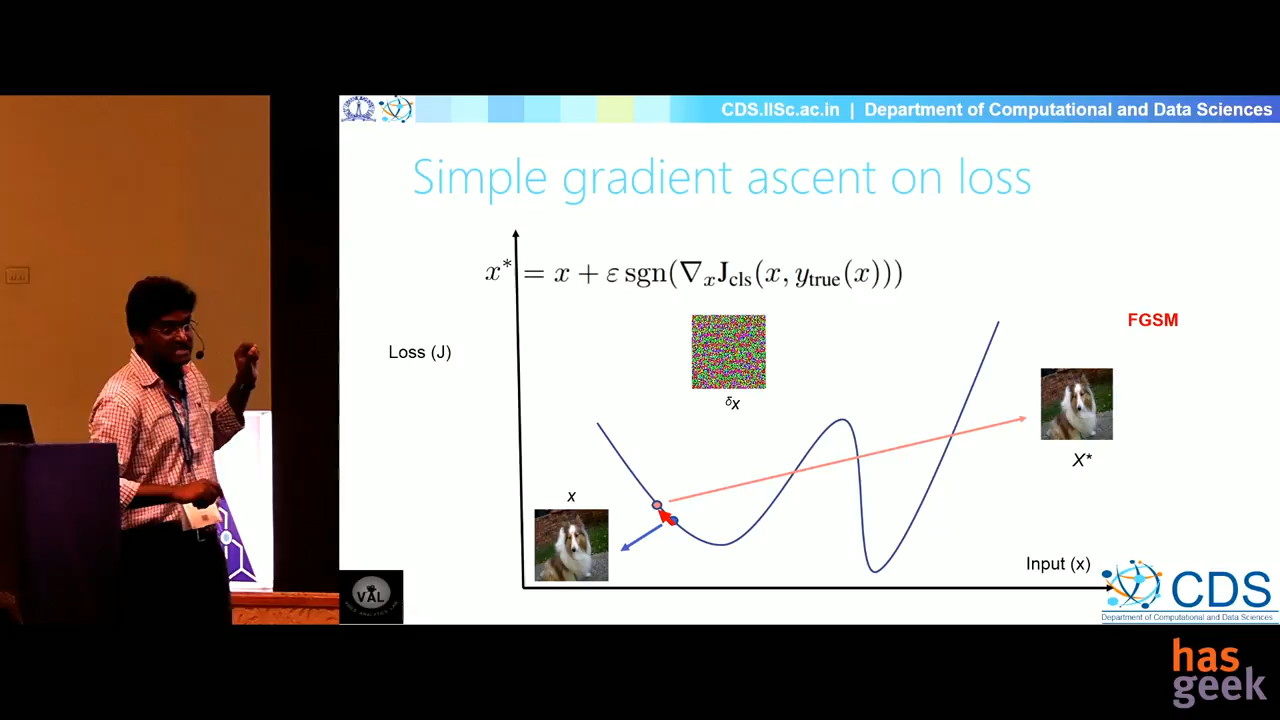 CDS.IISc.ac.in | Department of Computational and Data Sciences
Simple gradient ascent on loss
x* = x + ε sgn(∇ₓJcls(x, ytrue(x)))
FGSM
Loss (J)
δx
X*
x
Input (x)
VAL
CDS
Department of Computational and Data Sciences
has
geek